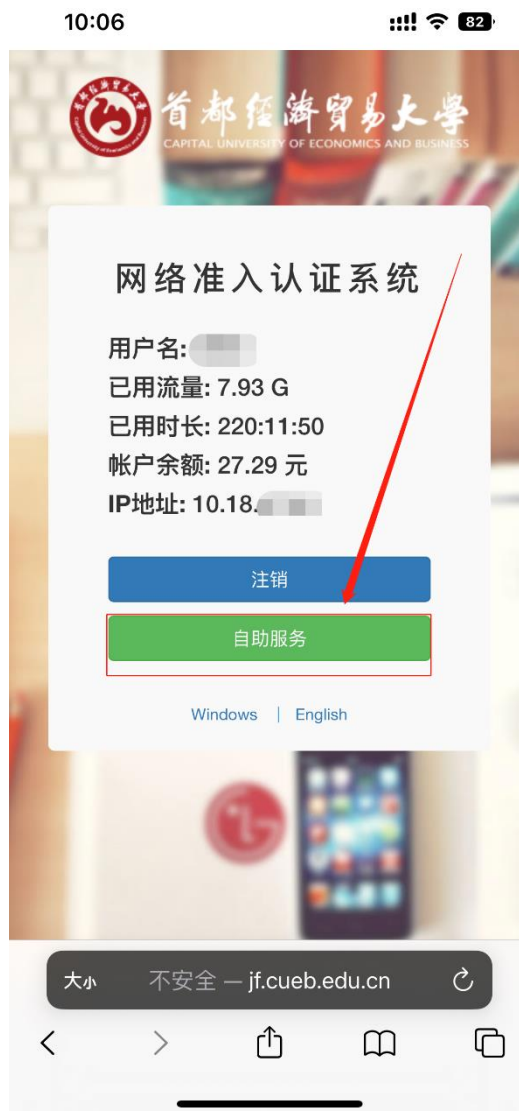 10:06
82
首都经济贸易大学
CAPITAL UNIVERSITY OF ECONOMICS AND BUSINESS
网络准入认证系统
用户名:
已用流量: 7.93 G
已用时长: 220:11:50
帐户余额: 27.29 元
IP地址: 10.18.
注销
自助服务
Windows | English
大小 不安全 — jf.cueb.edu.cn